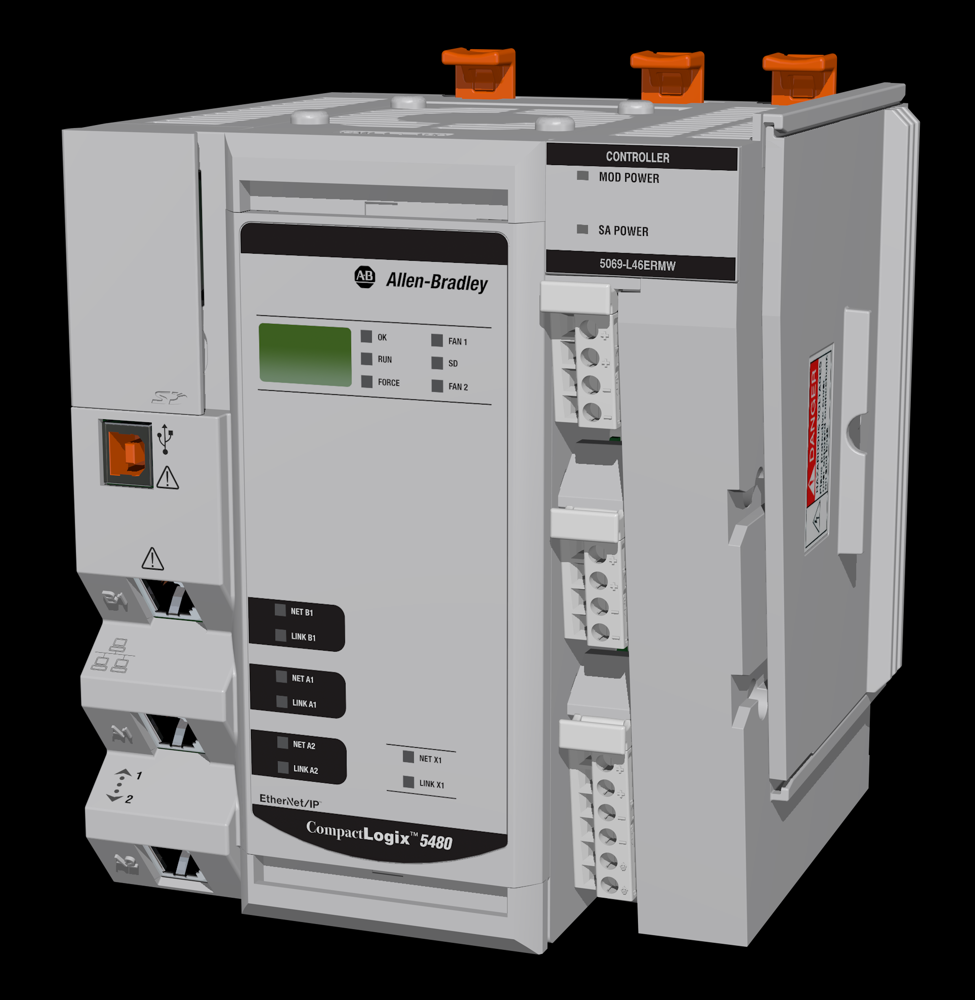 CONTROLLER
MOD POWER
SA POWER
5069-L46ERMW
A-B Allen-Bradley
OK
RUN
FORCE
FAN 1
SD
FAN 2
B1
NET B1
LINK B1
A1
NET A1
LINK A1
NET A2
LINK A2
NET X1
LINK X1
1
2
A2
EtherNet/IP
CompactLogix™ 5480
SD
DANGER
HAZARDOUS VOLTAGES